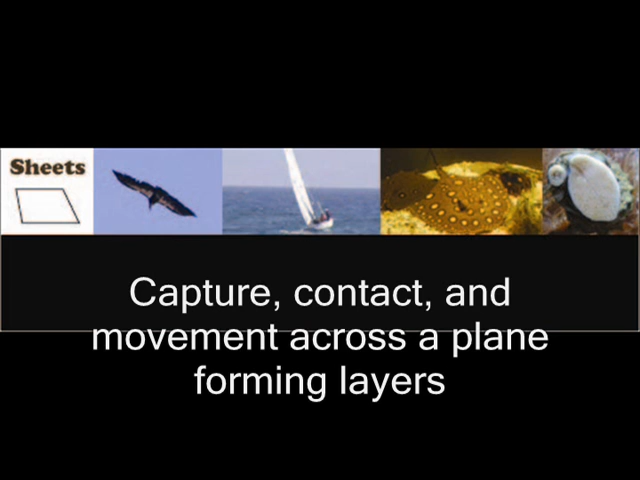 Sheets
Capture, contact, and
movement across a plane
forming layers